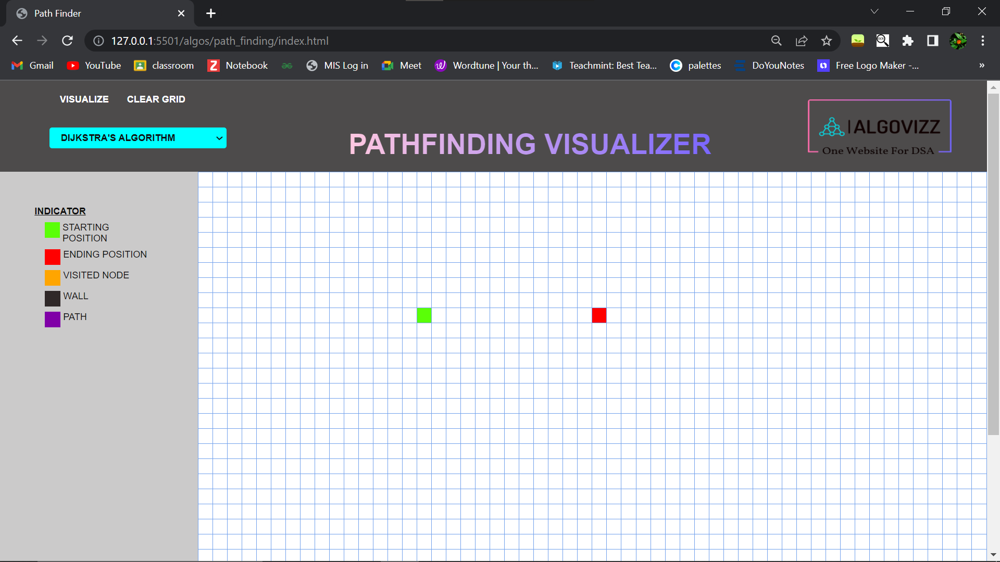 Path Finder
127.0.0.1:5501/algos/path_finding/index.html
Gmail YouTube classroom Notebook MIS Log in Meet Wordtune | Your th... Teachmint: Best Tea... palettes DoYouNotes Free Logo Maker -... »
VISUALIZE CLEAR GRID
DIJKSTRA'S ALGORITHM
PATHFINDING VISUALIZER
ALGOVIZZ
One Website For DSA
INDICATOR
STARTING
POSITION
ENDING POSITION
VISITED NODE
WALL
PATH